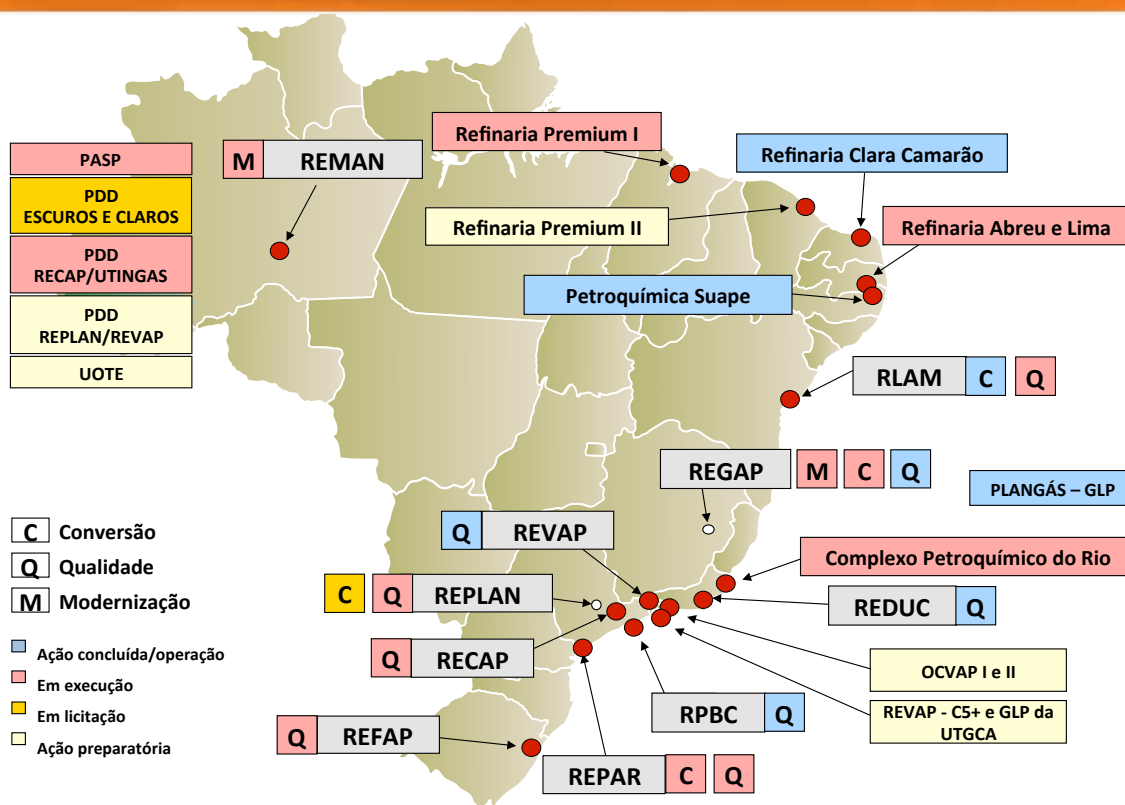 Refinaria Premium I
PASP
M REMAN
Refinaria Clara Camarão
PDD
ESCUROS E CLAROS
Refinaria Premium II
Refinaria Abreu e Lima
PDD
RECAP/UTINGAS
Petroquímica Suape
PDD
REPLAN/REVAP
UOTE
RLAM C Q
REGAP M C Q
PLANGÁS – GLP
C Conversão
Q Qualidade
M Modernização
Q REVAP
Complexo Petroquímico do Rio
C Q REPLAN
REDUC Q
Q RECAP
Ação concluída/operação
Em execução
Em licitação
Ação preparatória
OCVAP I e II
RPBC Q
REVAP - C5+ e GLP da
UTGCA
Q REFAP
REPAR C Q